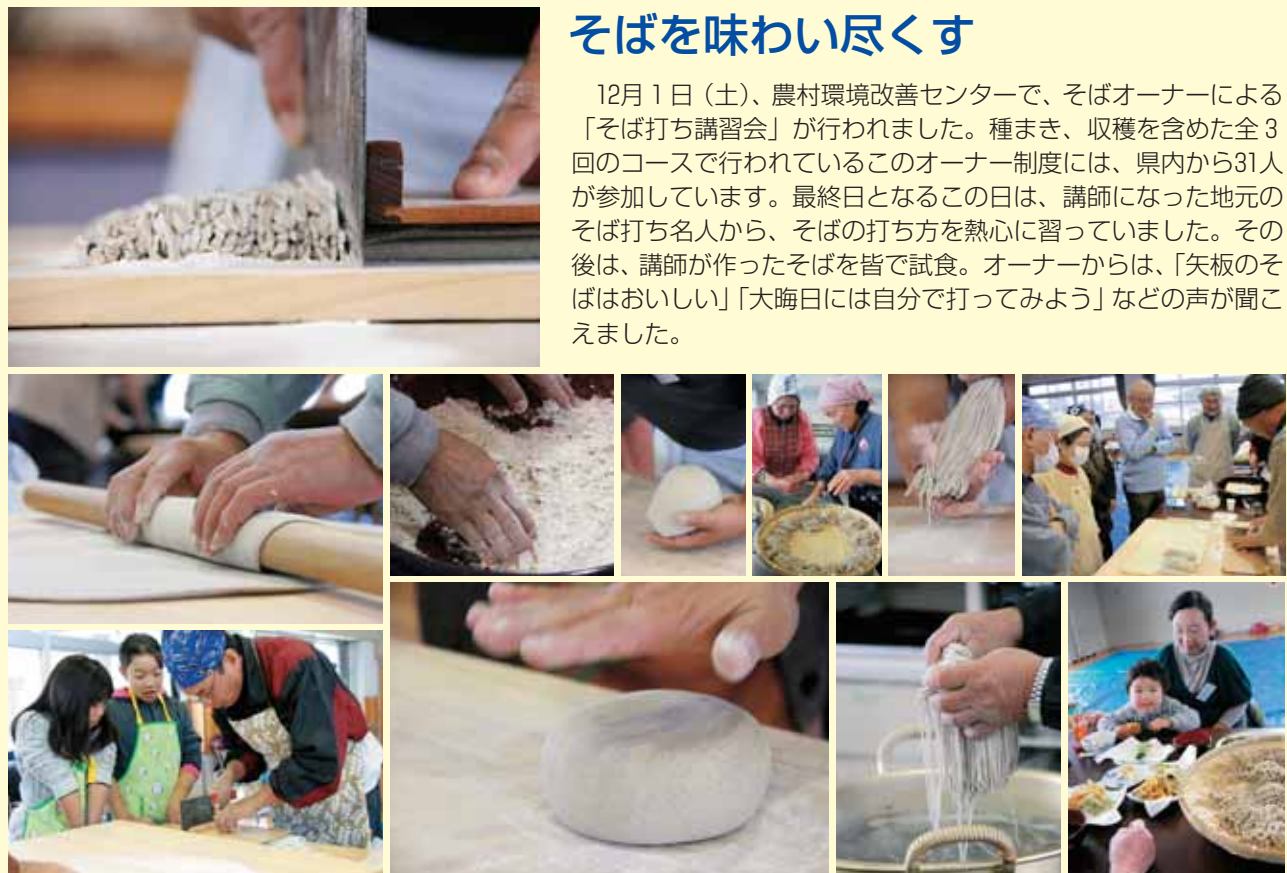 そばを味わい尽くす
　12月１日（土）、農村環境改善センターで、そばオーナーによる
「そば打ち講習会」が行われました。種まき、収穫を含めた全３
回のコースで行われているこのオーナー制度には、県内から31人
が参加しています。最終日となるこの日は、講師になった地元の
そば打ち名人から、そばの打ち方を熱心に習っていました。その
後は、講師が作ったそばを皆で試食。オーナーからは、「矢板のそ
ばはおいしい」「大晦日には自分で打ってみよう」などの声が聞こ
えました。